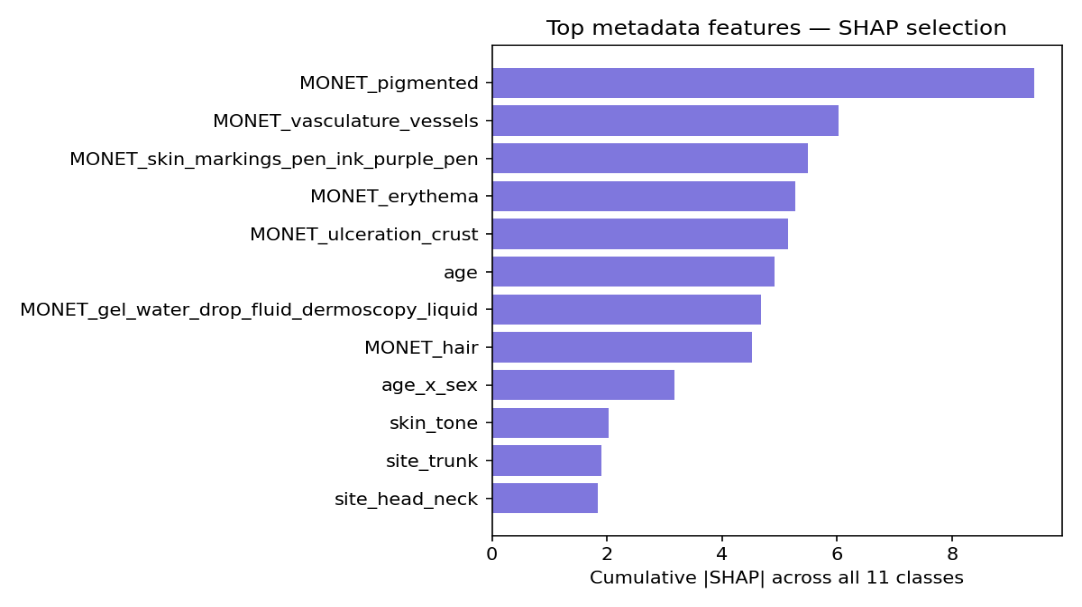 Top metadata features — SHAP selection
MONET_pigmented
MONET_vasculature_vessels
MONET_skin_markings_pen_ink_purple_pen
MONET_erythema
MONET_ulceration_crust
age
MONET_gel_water_drop_fluid_dermoscopy_liquid
MONET_hair
age_x_sex
skin_tone
site_trunk
site_head_neck
0 2 4 6 8
Cumulative |SHAP| across all 11 classes